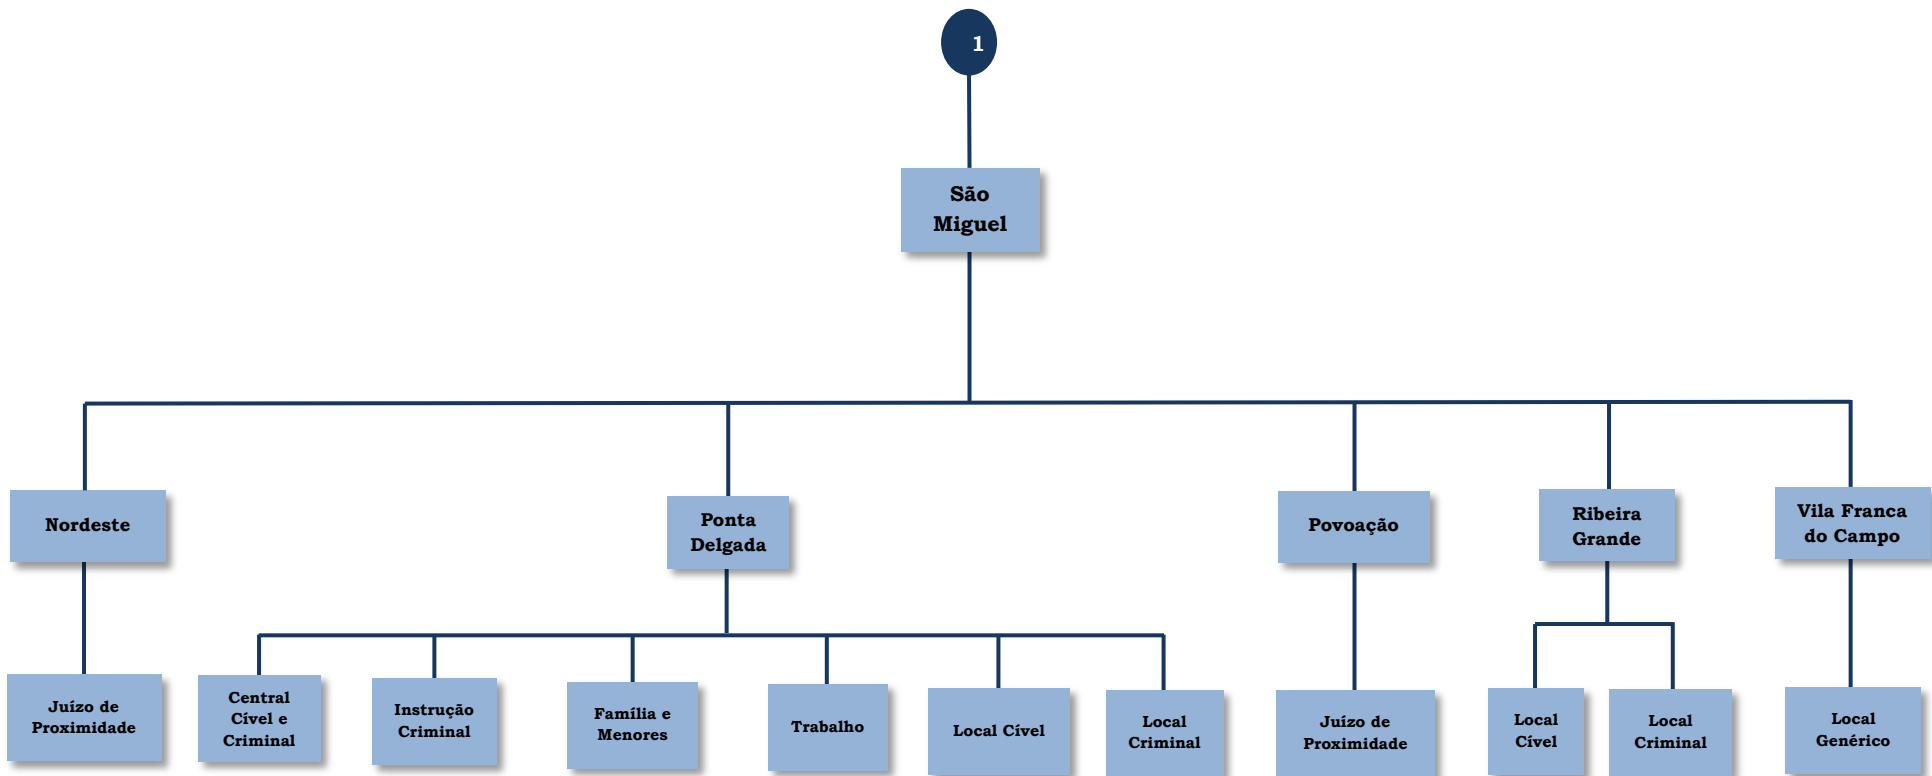 1
São
Miguel
Nordeste
Ponta
Delgada
Povoação
Ribeira
Grande
Vila Franca
do Campo
Juízo de
Proximidade
Central
Cível e
Criminal
Instrução
Criminal
Família e
Menores
Trabalho
Local Cível
Local
Criminal
Juízo de
Proximidade
Local
Cível
Local
Criminal
Local
Genérico